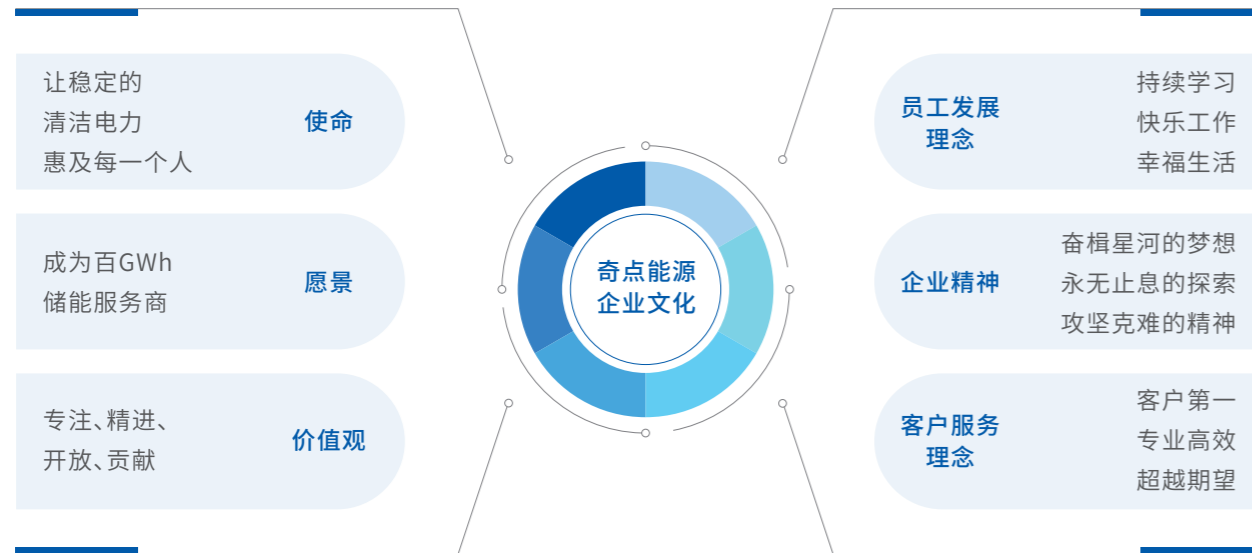 让稳定的
清洁电力
惠及每一个人
使命
成为百GWh
储能服务商
愿景
专注、精进、
开放、贡献
价值观
奇点能源
企业文化
员工发展
理念
持续学习
快乐工作
幸福生活
企业精神
奋楫星河的梦想
永无止息的探索
攻坚克难的精神
客户服务
理念
客户第一
专业高效
超越期望